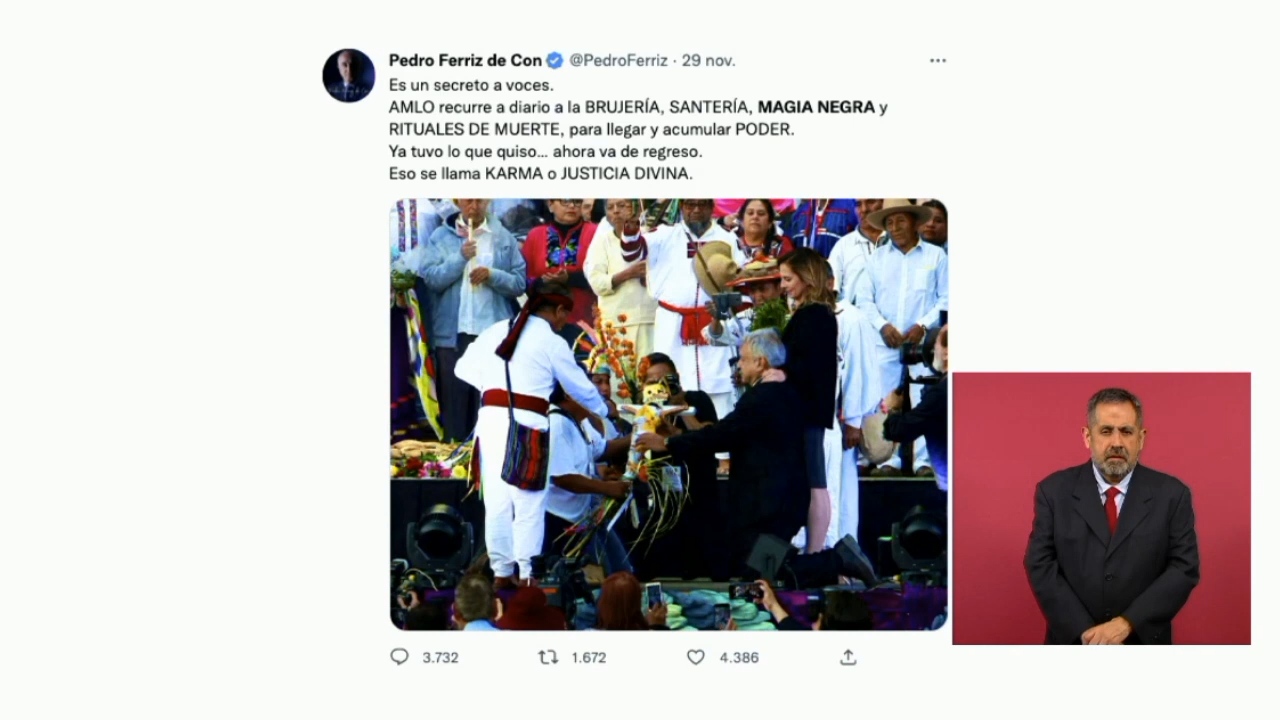 Pedro Ferriz de Con @PedroFerriz · 29 nov.
Es un secreto a voces.
AMLO recurre a diario a la BRUJERÍA, SANTERÍA, MAGIA NEGRA y
RITUALES DE MUERTE, para llegar y acumular PODER.
Ya tuvo lo que quiso... ahora va de regreso.
Eso se llama KARMA o JUSTICIA DIVINA.
3.732 1.672 4.386